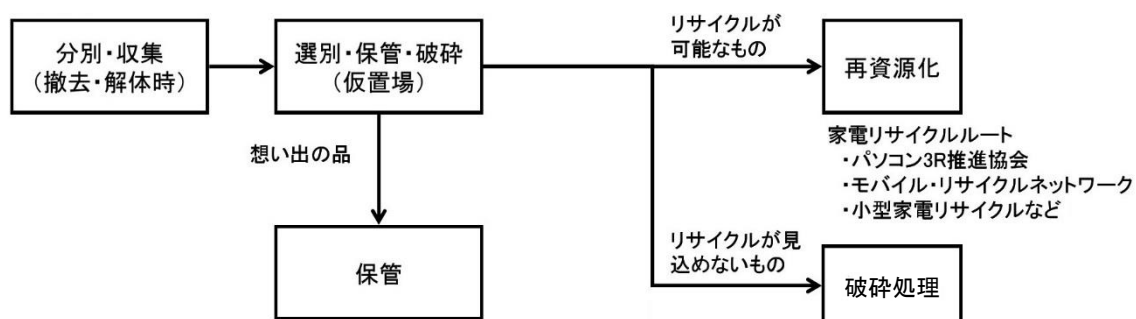 分別・収集
(撤去・解体時)
選別・保管・破砕
(仮置場)
リサイクルが
可能なもの
再資源化
家電リサイクルルート
・パソコン3R推進協会
・モバイル・リサイクルネットワーク
・小型家電リサイクルなど
想い出の品
保管
リサイクルが見
込めないもの
破砕処理